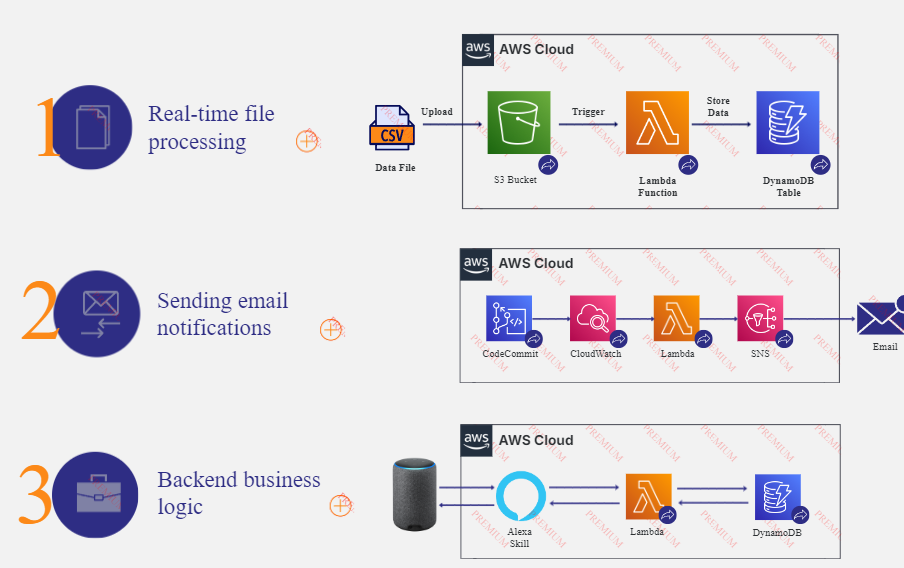 1
Real-time file
processing
aws AWS Cloud
CSV
Data File
Upload
S3 Bucket
Trigger
Lambda
Function
Store
Data
DynamoDB
Table
2
Sending email
notifications
aws AWS Cloud
CodeCommit
CloudWatch
Lambda
SNS
Email
3
Backend business
logic
aws AWS Cloud
Alexa
Skill
Lambda
DynamoDB
PREMIUM